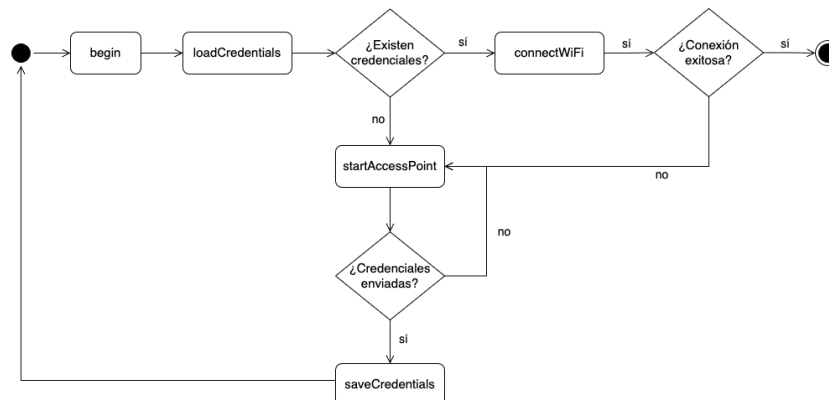 begin
loadCredentials
¿Existen
credenciales?
sí
connectWiFi
sí
¿Conexión
exitosa?
sí
no
startAccessPoint
no
no
¿Credenciales
enviadas?
sí
saveCredentials